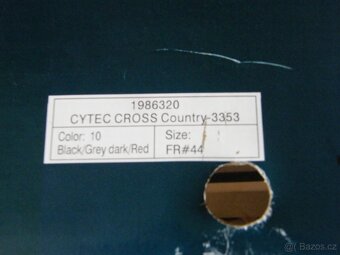 1986320
CYTEC CROSS Country-3353
Color: 10
Black/Grey dark/Red
Size:
FR#44
Bazos.cz